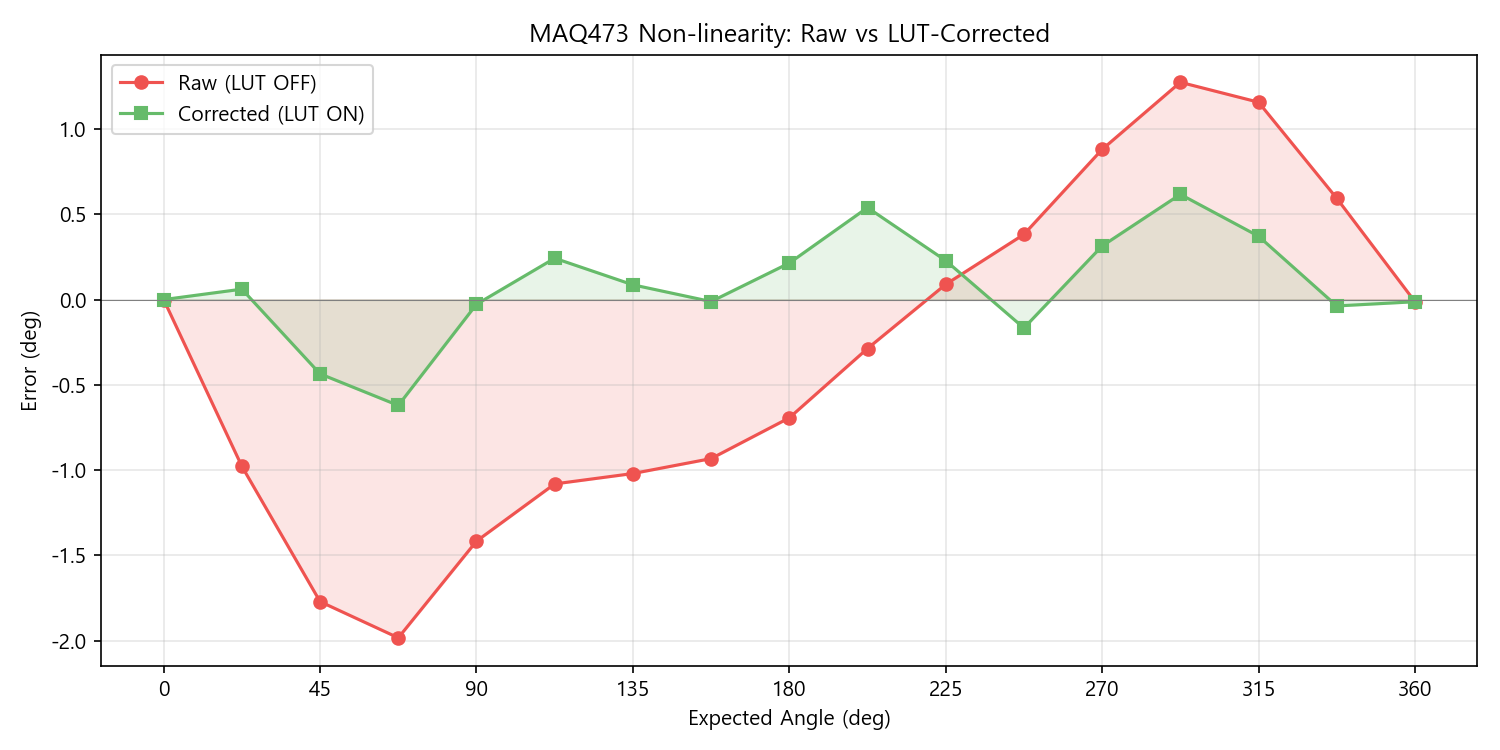 MAQ473 Non-linearity: Raw vs LUT-Corrected
Raw (LUT OFF)
Corrected (LUT ON)
1.0
0.5
0.0
-0.5
-1.0
-1.5
-2.0
Error (deg)
0 45 90 135 180 225 270 315 360
Expected Angle (deg)